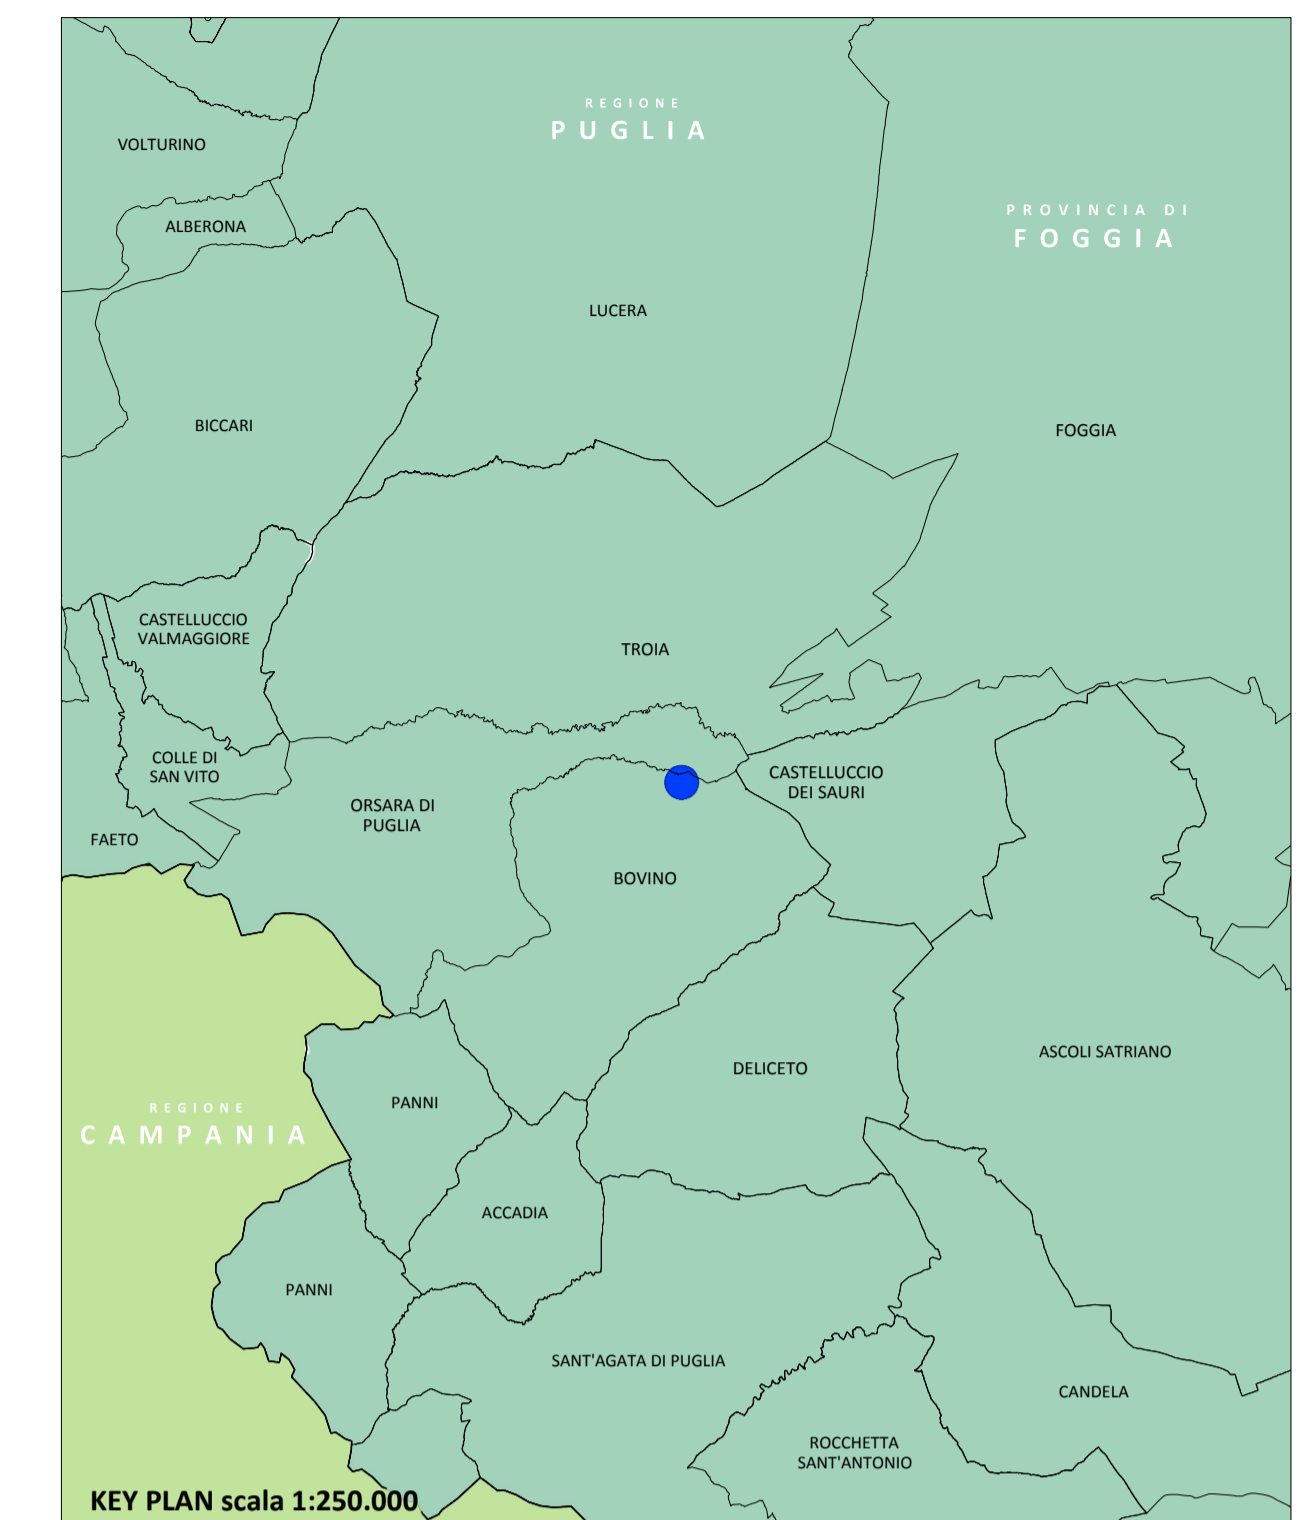 REGIONE
PUGLIA
VOLTURINO
PROVINCIA DI
FOGGIA
ALBERONA
LUCERA
BICCARI
FOGGIA
CASTELLUCCIO
VALMAGGIORE
TROIA
COLLE DI
SAN VITO
CASTELLUCCIO
DEI SAURI
ORSARA DI
PUGLIA
FAETO
BOVINO
ASCOLI SATRIANO
DELICETO
PANNI
REGIONE
CAMPANIA
ACCADIA
PANNI
SANT'AGATA DI PUGLIA
CANDELA
ROCCHETTA
SANT'ANTONIO
KEY PLAN scala 1:250.000